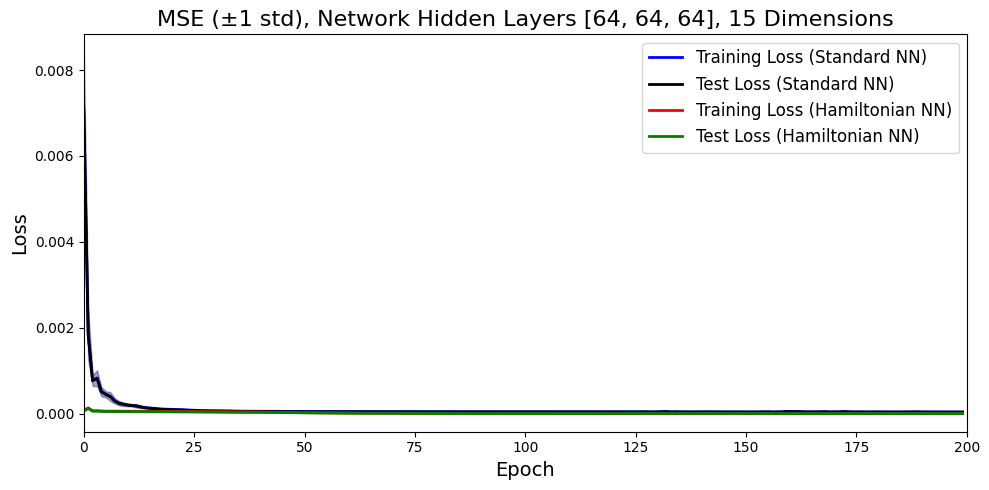 MSE (±1 std), Network Hidden Layers [64, 64, 64], 15 Dimensions
Training Loss (Standard NN)
Test Loss (Standard NN)
Training Loss (Hamiltonian NN)
Test Loss (Hamiltonian NN)
Loss
0.008
0.006
0.004
0.002
0.000
0 25 50 75 100 125 150 175 200
Epoch